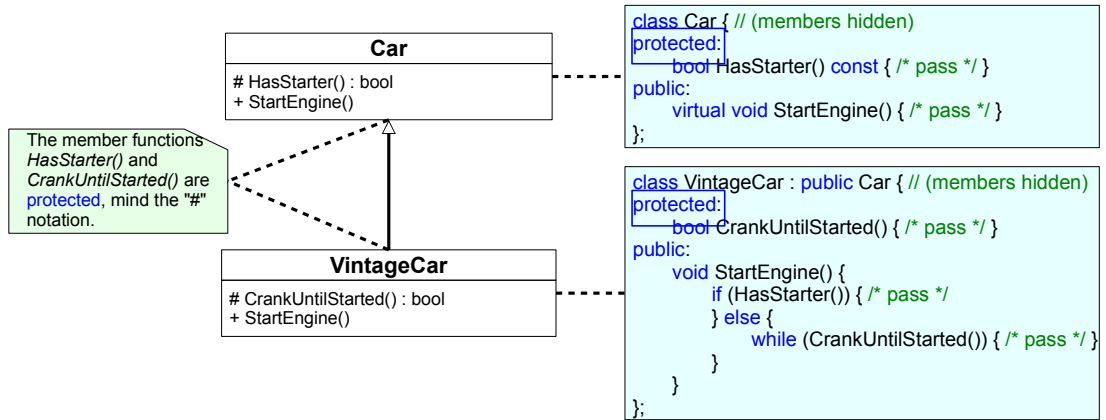 Car
# HasStarter() : bool
+ StartEngine()
The member functions
HasStarter() and
CrankUntilStarted() are
protected, mind the "#"
notation.
VintageCar
# CrankUntilStarted() : bool
+ StartEngine()
class Car { // (members hidden)
protected:
bool HasStarter() const { /* pass */ }
public:
virtual void StartEngine() { /* pass */ }
};
class VintageCar : public Car { // (members hidden)
protected:
bool CrankUntilStarted() { /* pass */ }
public:
void StartEngine() {
if (HasStarter()) { /* pass */
} else {
while (CrankUntilStarted()) { /* pass */ }
}
}
};